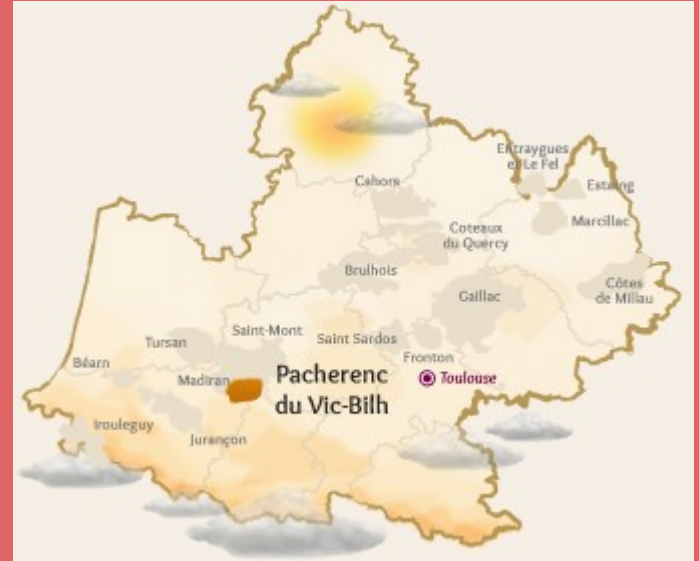 Entraygues
et Le Fel
Cahors
Estaing
Marcillac
Coteaux
du Quercy
Brulhois
Gaillac
Côtes
de Millau
Saint-Mont
Saint Sardos
Tursan
Fronton
Béarn
Madiran
Pacherenc
du Vic-Bilh
Toulouse
Irouleguy
Jurançon